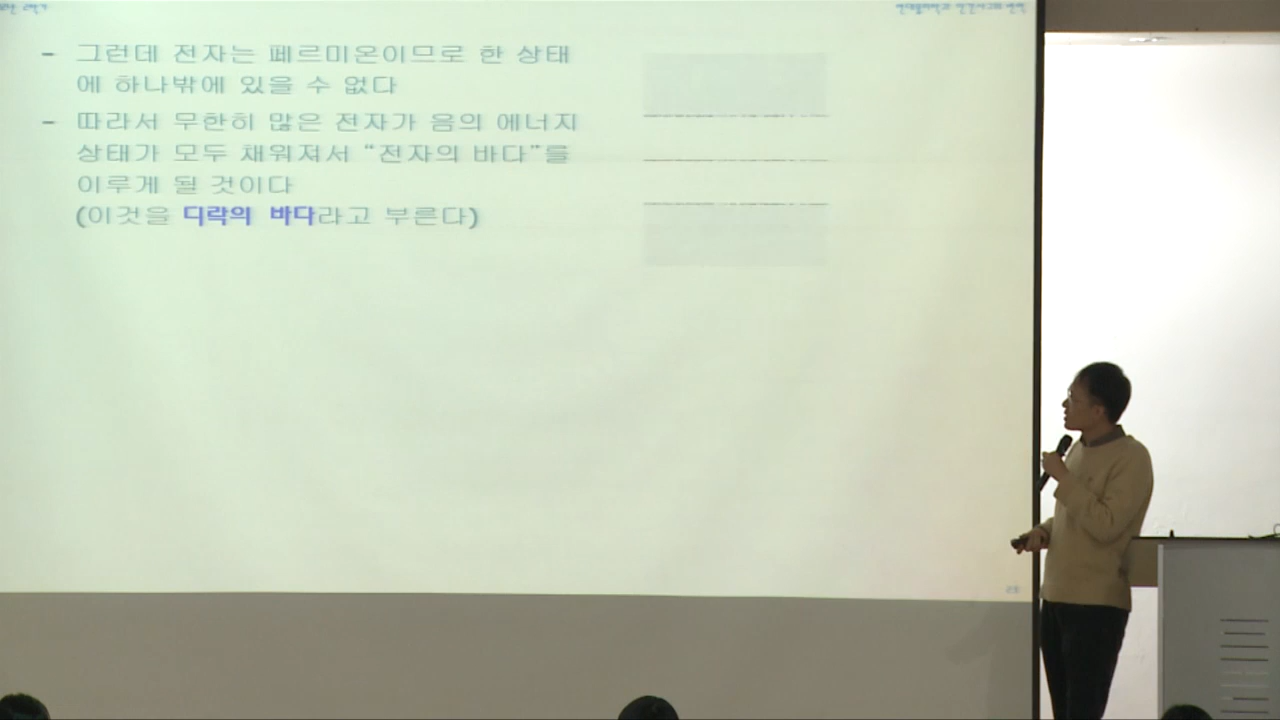 - 그런데 전자는 페르미온이므로 한 상태
에 하나밖에 있을 수 없다
- 따라서 무한히 많은 전자가 음의 에너지
상태가 모두 채워져서 “전자의 바다”를
이루게 될 것이다
(이것을 디락의 바다라고 부른다)